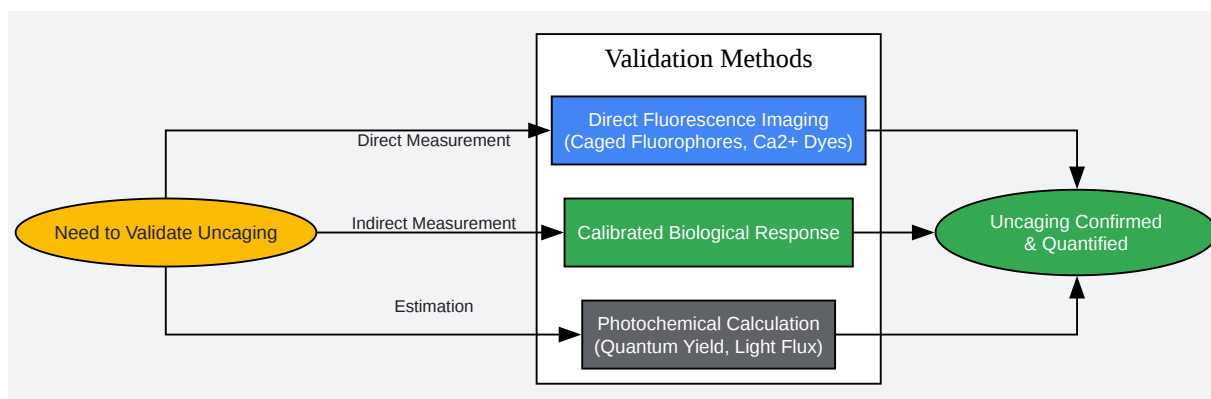 Validation Methods
Direct Fluorescence Imaging
(Caged Fluorophores, Ca2+ Dyes)
Direct Measurement
Need to Validate Uncaging
Indirect Measurement
Calibrated Biological Response
Uncaging Confirmed
& Quantified
Estimation
Photochemical Calculation
(Quantum Yield, Light Flux)